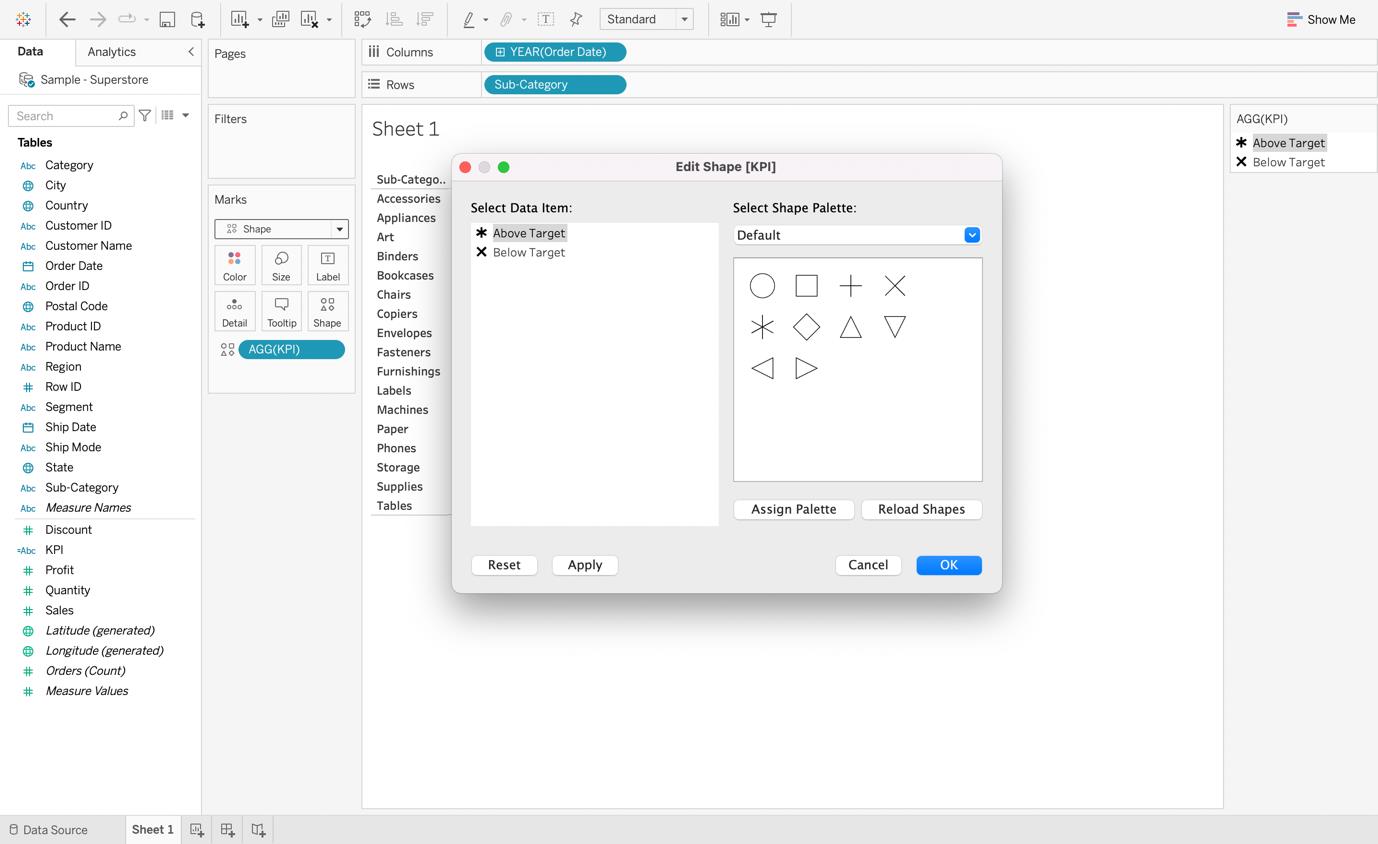 Standard
Show Me
Data
Analytics
Sample - Superstore
Search
Tables
Abc Category
City
Country
Abc Customer ID
Abc Customer Name
Order Date
Abc Order ID
Postal Code
Abc Product ID
Abc Product Name
Abc Region
Row ID
Abc Segment
Ship Date
Abc Ship Mode
State
Abc Sub-Category
Abc Measure Names
Discount
=Abc KPI
Profit
Quantity
Sales
Latitude (generated)
Longitude (generated)
Orders (Count)
Measure Values
Pages
Filters
Marks
Shape
Color
Size
Label
Detail
Tooltip
Shape
AGG(KPI)
Columns
YEAR(Order Date)
Rows
Sub-Category
Sheet 1
Sub-Catego..
Accessories
Appliances
Art
Binders
Bookcases
Chairs
Copiers
Envelopes
Fasteners
Furnishings
Labels
Machines
Paper
Phones
Storage
Supplies
Tables
Edit Shape [KPI]
Select Data Item:
Above Target
Below Target
Select Shape Palette:
Default
Assign Palette
Reload Shapes
Reset
Apply
Cancel
OK
AGG(KPI)
Above Target
Below Target
Data Source
Sheet 1